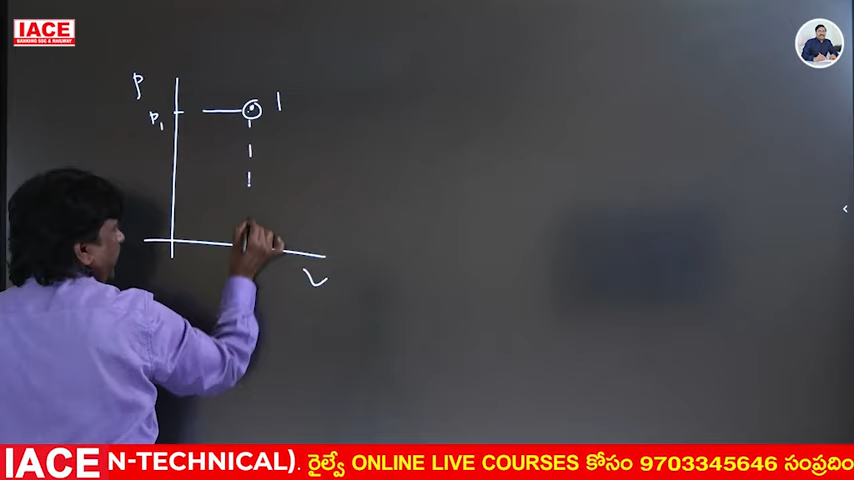 IACE
BANKING SSC & RAILWAY
P
P1
1
V
IACE N-TECHNICAL). రైల్వే ONLINE LIVE COURSES కోసం 9703345646 సంప్రదిం